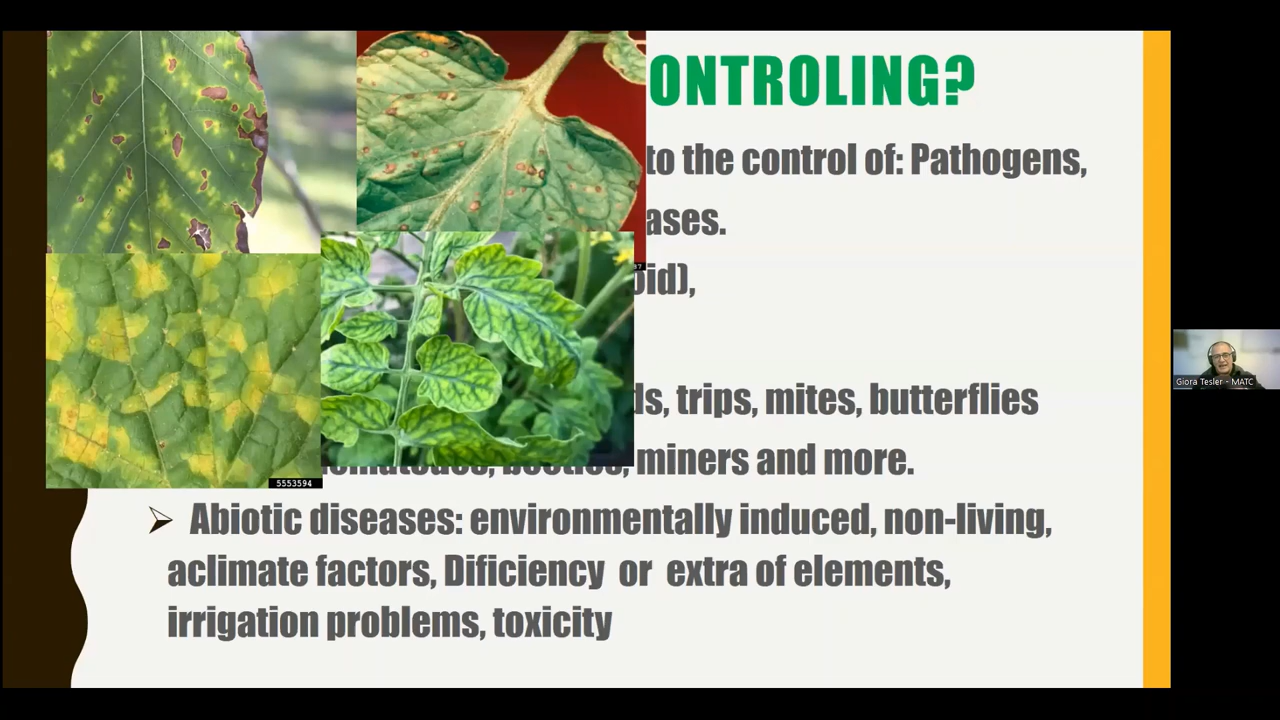 ONTROLING?
to the control of: Pathogens,
ases.
oid),
ds, trips, mites, butterflies
miners and more.
➢ Abiotic diseases: environmentally induced, non-living,
aclimate factors, Dificiency or extra of elements,
irrigation problems, toxicity
5553594
Giora Tesler - MATC